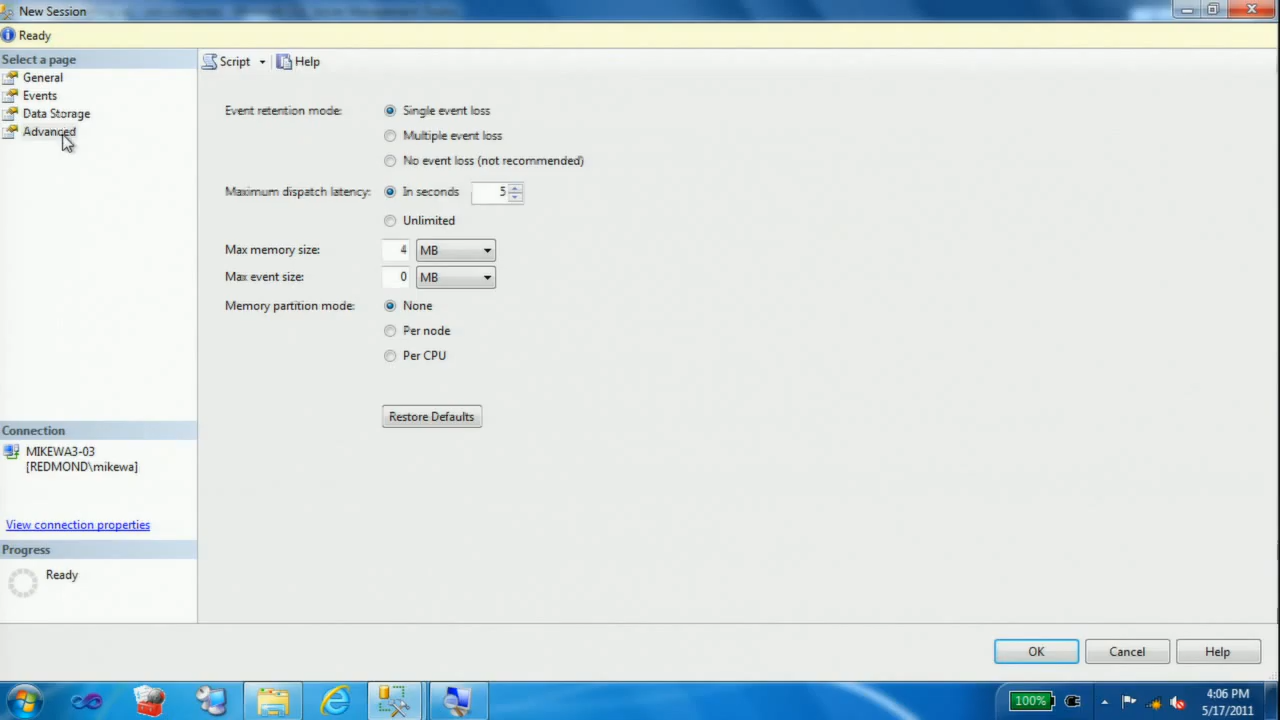 New Session
Ready
Select a page
General
Events
Data Storage
Advanced
Script
Help
Event retention mode:
Single event loss
Multiple event loss
No event loss (not recommended)
Maximum dispatch latency:
In seconds
5
Unlimited
Max memory size:
4
MB
Max event size:
0
MB
Memory partition mode:
None
Per node
Per CPU
Restore Defaults
Connection
MIKEWA3-03
[REDMOND\mikewa]
View connection properties
Progress
Ready
OK
Cancel
Help
100%
4:06 PM
5/17/2011